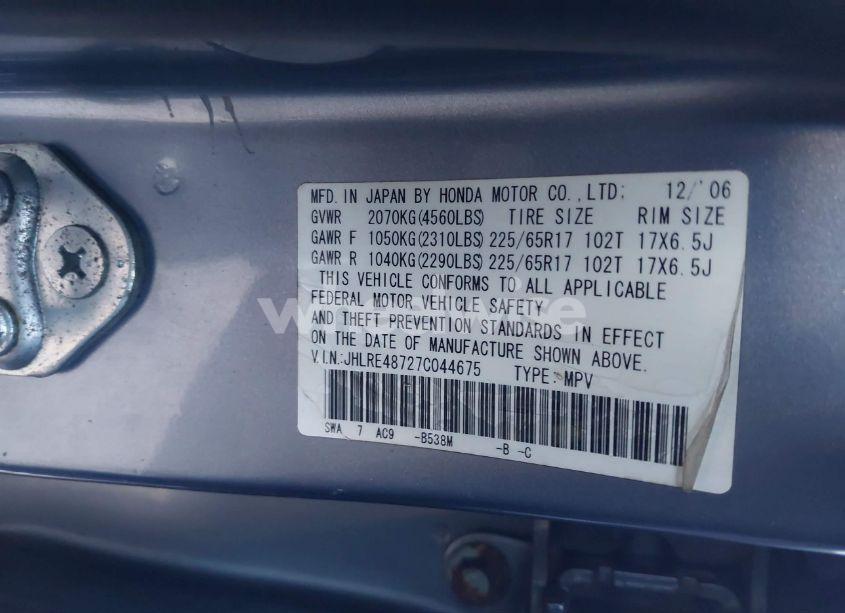 MFD. IN JAPAN BY HONDA MOTOR CO.,LTD: 12/'06
GVWR 2070KG(4560LBS) TIRE SIZE RIM SIZE
GAWR F 1050KG(2310LBS) 225/65R17 102T 17X6.5J
GAWR R 1040KG(2290LBS) 225/65R17 102T 17X6.5J
THIS VEHICLE CONFORMS TO ALL APPLICABLE
FEDERAL MOTOR VEHICLE SAFETY
AND THEFT PREVENTION STANDARDS IN EFFECT
ON THE DATE OF MANUFACTURE SHOWN ABOVE.
V.I.N.:JHLRE48727C044675 TYPE:MPV
SWA 7 AC9 -B538M -B -C